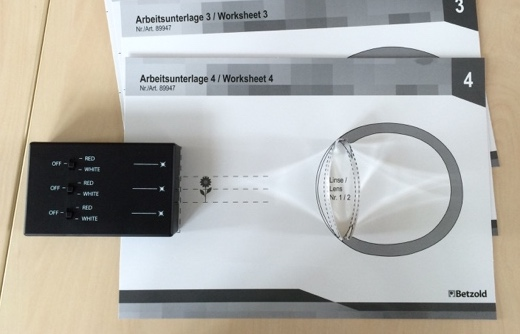 3
Arbeitsunterlage 3 / Worksheet 3
Nr./Art. 89947
Arbeitsunterlage 4 / Worksheet 4
Nr./Art. 89947
4
RED
OFF
WHITE
RED
OFF
WHITE
RED
OFF
WHITE
Linse /
Lens
Nr. 1 / 2
Betzold